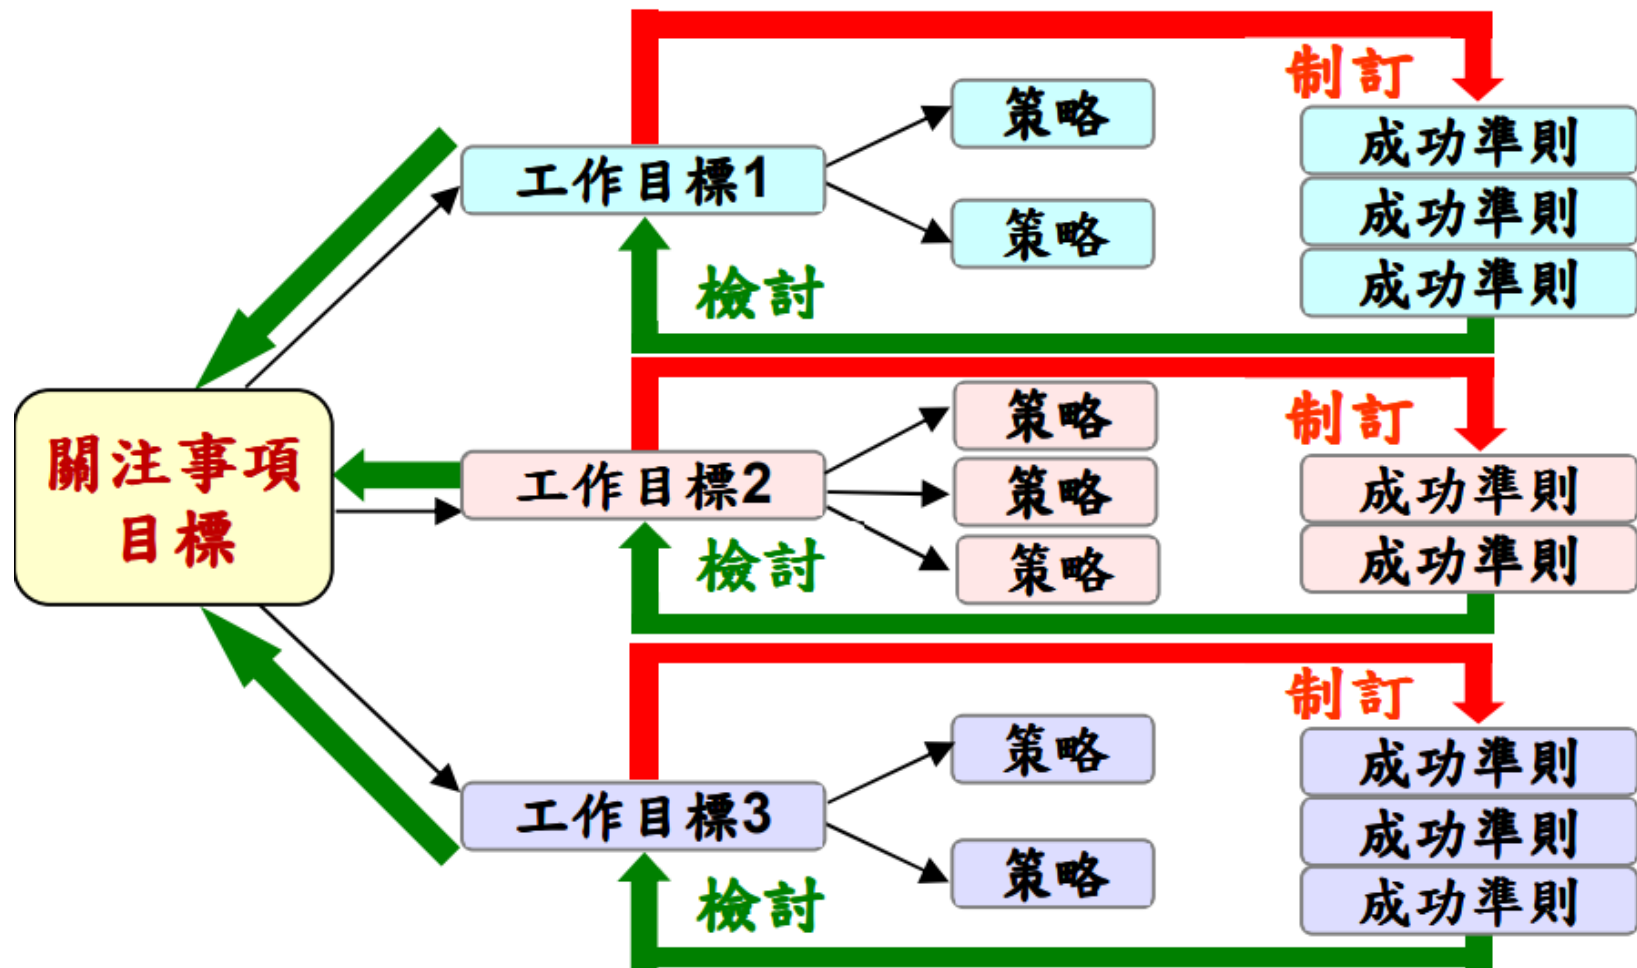 關注事項
目標
工作目標1
策略
策略
制訂
成功準則
成功準則
成功準則
檢討
工作目標2
策略
策略
策略
制訂
成功準則
成功準則
檢討
工作目標3
策略
策略
制訂
成功準則
成功準則
成功準則
檢討